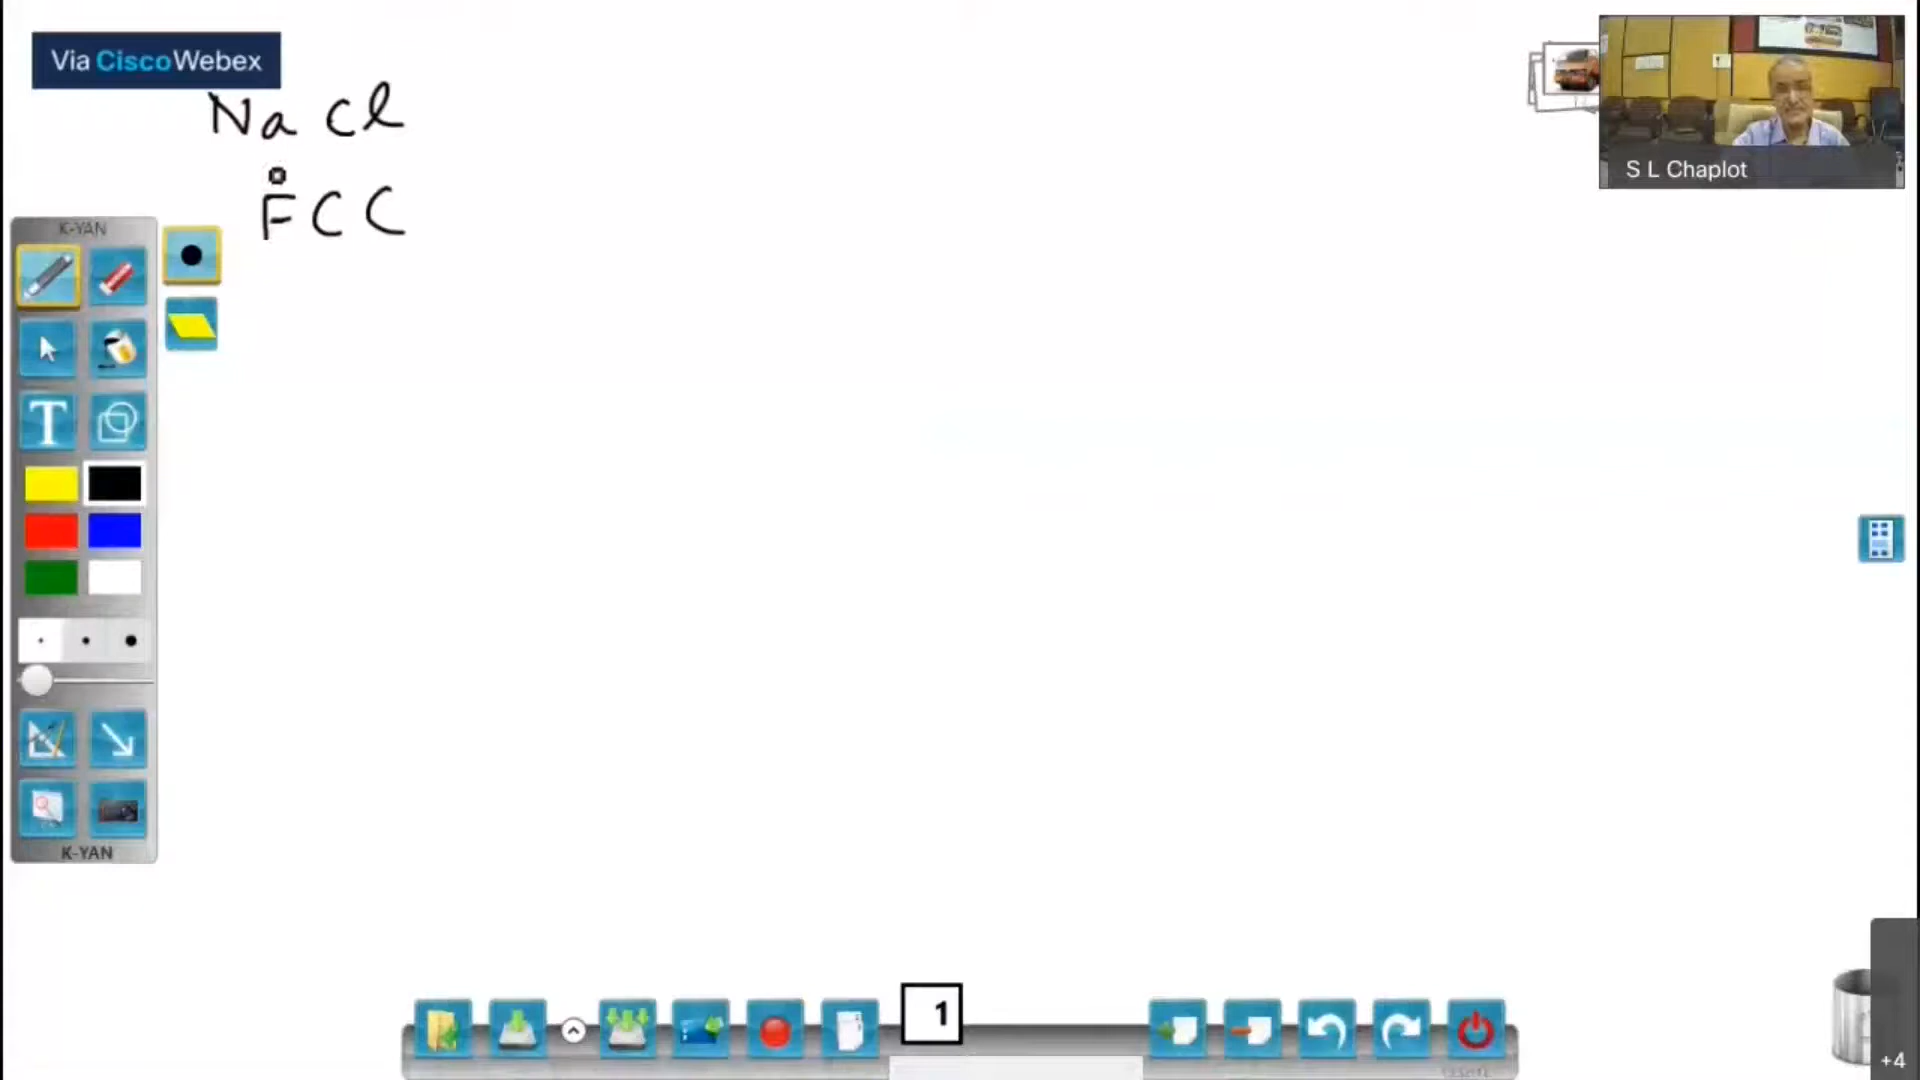 Via CiscoWebex
Na Cl
FCC
S L Chaplot
K-YAN
T
K-YAN
1
+4